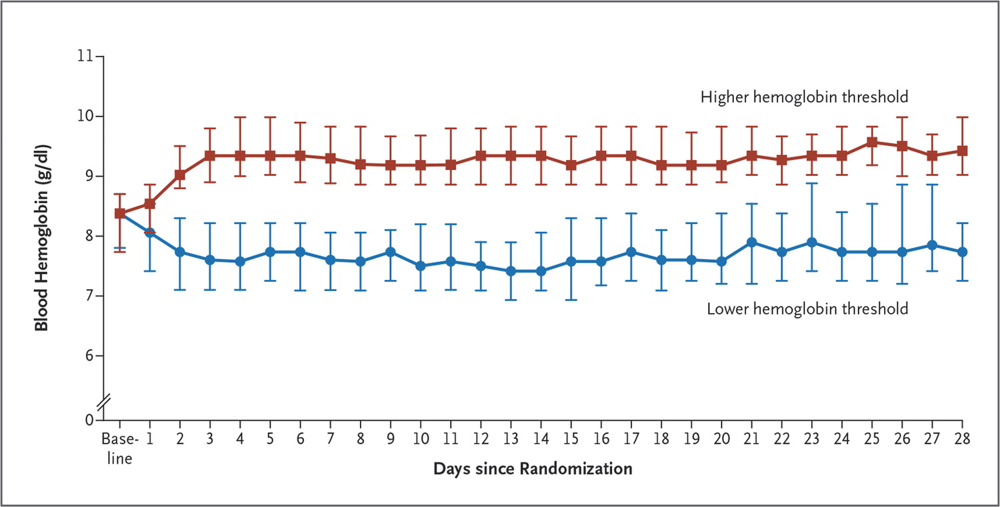 11
10
9
8
7
6
0
Blood Hemoglobin (g/dl)
Higher hemoglobin threshold
Lower hemoglobin threshold
Base-line 1 2 3 4 5 6 7 8 9 10 11 12 13 14 15 16 17 18 19 20 21 22 23 24 25 26 27 28
Days since Randomization